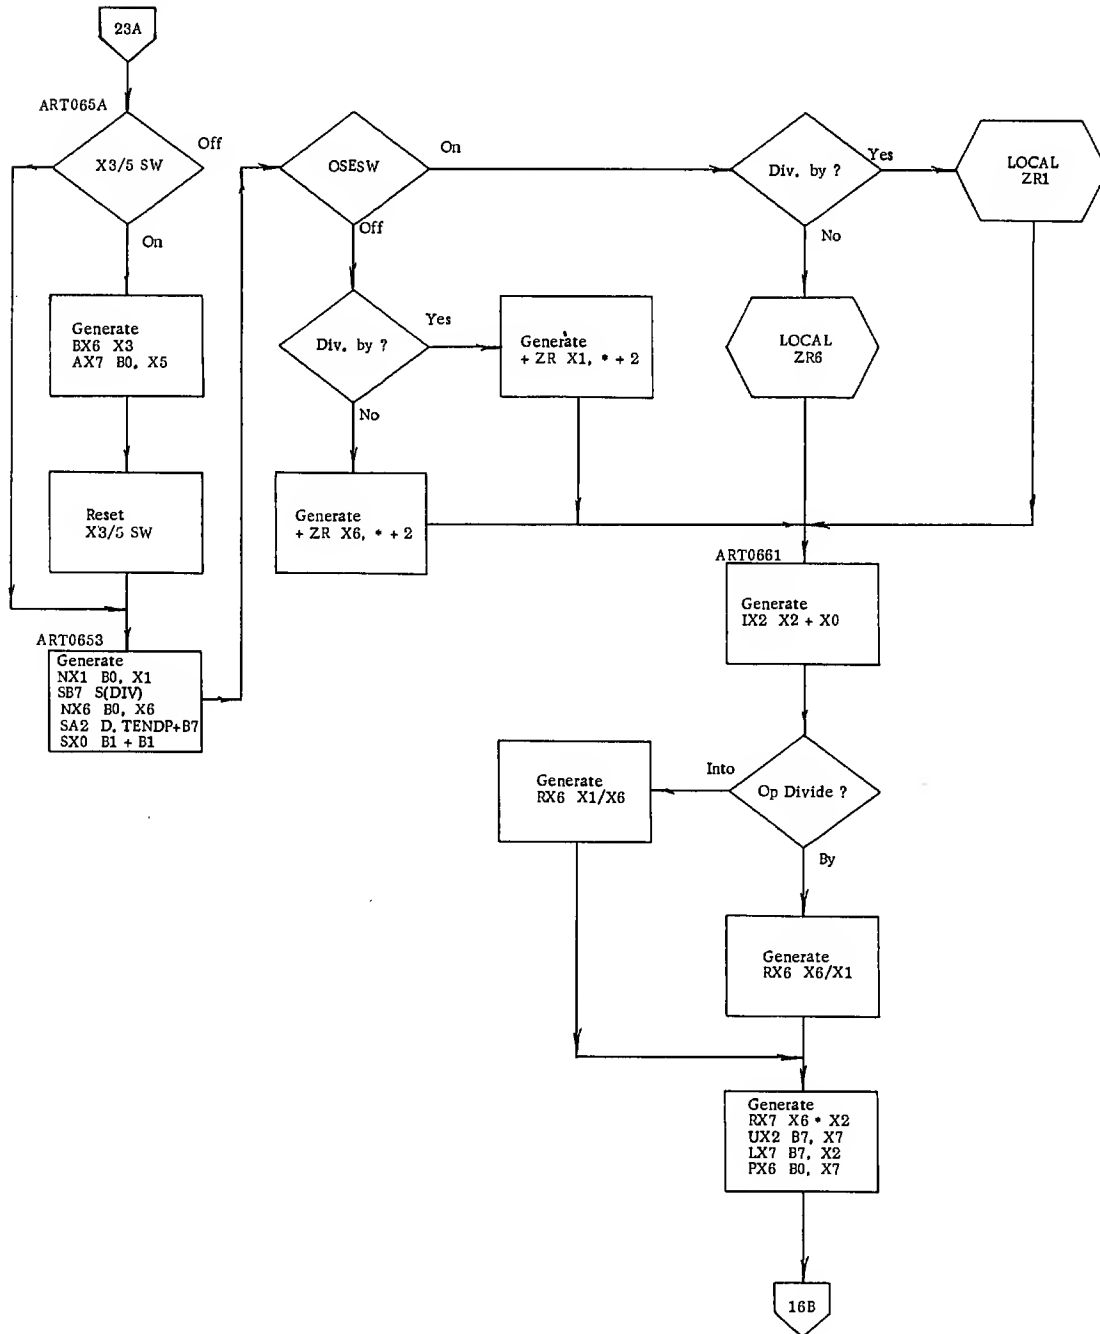 23A
ART065A
X3/5 SW
Off
On
Generate
BX6 X3
AX7 B0, X5
Reset
X3/5 SW
ART0653
Generate
NX1 B0, X1
SB7 S(DIV)
NX6 B0, X6
SA2 D. TENDP+B7
SX0 B1 + B1
OSESW
On
Off
Div. by ?
Yes
No
Generate
+ ZR X1, * + 2
Generate
+ ZR X6, * + 2
Div. by ?
Yes
No
LOCAL
ZR1
LOCAL
ZR6
ART0661
Generate
IX2 X2 + X0
Op Divide ?
Into
By
Generate
RX6 X1/X6
Generate
RX6 X6/X1
Generate
RX7 X6 * X2
UX2 B7, X7
LX7 B7, X2
PX6 B0, X7
16B